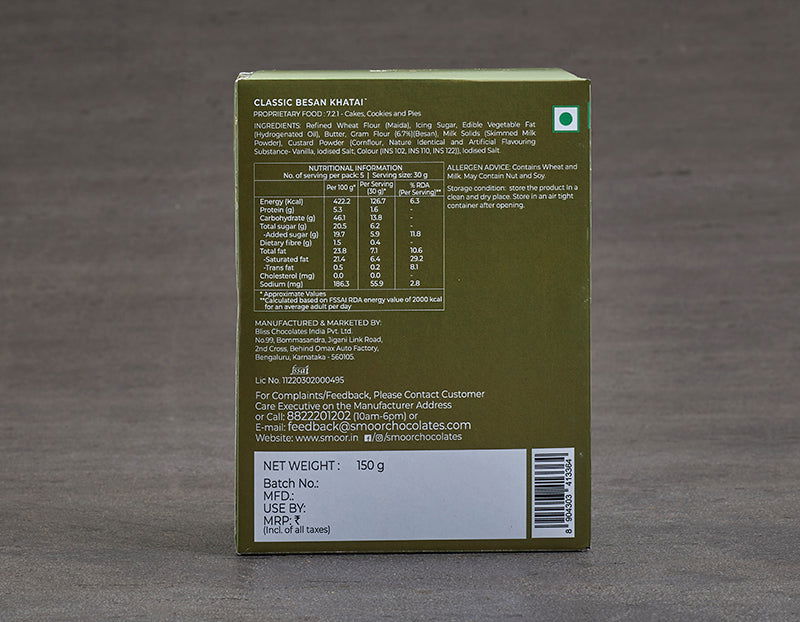 CLASSIC BESAN KHATAI™
PROPRIETARY FOOD : 7.2.1 - Cakes, Cookies and Pies
INGREDIENTS: Refined Wheat Flour (Maida), Icing Sugar, Edible Vegetable Fat
(Hydrogenated Oil), Butter, Gram Flour (6.7%)(Besan), Milk Solids (Skimmed Milk
Powder), Custard Powder (Cornflour, Nature Identical and Artificial Flavouring
Substance- Vanilla, Iodised Salt, Colour (INS 102, INS 110, INS 122)), Iodised Salt.
NUTRITIONAL INFORMATION
No. of serving per pack: 5 | Serving size: 30 g
Per 100 g* Per Serving (30 g)* % RDA (Per Serving)**
Energy (Kcal) 422.2 126.7 6.3
Protein (g) 5.3 1.6 -
Carbohydrate (g) 46.1 13.8 -
Total sugar (g) 20.5 6.2 -
-Added sugar (g) 19.7 5.9 11.8
Dietary fibre (g) 1.5 0.4 -
Total fat 23.8 7.1 10.6
-Saturated fat 21.4 6.4 29.2
-Trans fat 0.5 0.2 8.1
Cholesterol (mg) 0.0 0.0 -
Sodium (mg) 186.3 55.9 2.8
* Approximate Values
**Calculated based on FSSAI RDA energy value of 2000 kcal
for an average adult per day
ALLERGEN ADVICE: Contains Wheat and
Milk. May Contain Nut and Soy.
Storage condition: store the product in a
clean and dry place. Store in an air tight
container after opening.
MANUFACTURED & MARKETED BY:
Bliss Chocolates India Pvt. Ltd.
No.99, Bommasandra, Jigani Link Road,
2nd Cross, Behind Omax Auto Factory,
Bengaluru, Karnataka - 560105.
fssai
Lic No. 11220302000495
For Complaints/Feedback, Please Contact Customer
Care Executive on the Manufacturer Address
or Call: 8822201202 (10am-6pm) or
E-mail: feedback@smoorchocolates.com
Website: www.smoor.in f/smoorchocolates
NET WEIGHT : 150 g
Batch No.:
MFD.:
USE BY:
MRP: ₹
(Incl. of all taxes)
8 904303 413364